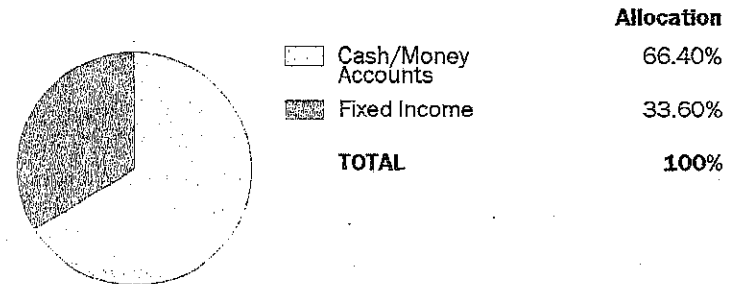 Allocation
Cash/Money 66.40%
Accounts
Fixed Income 33.60%
TOTAL 100%